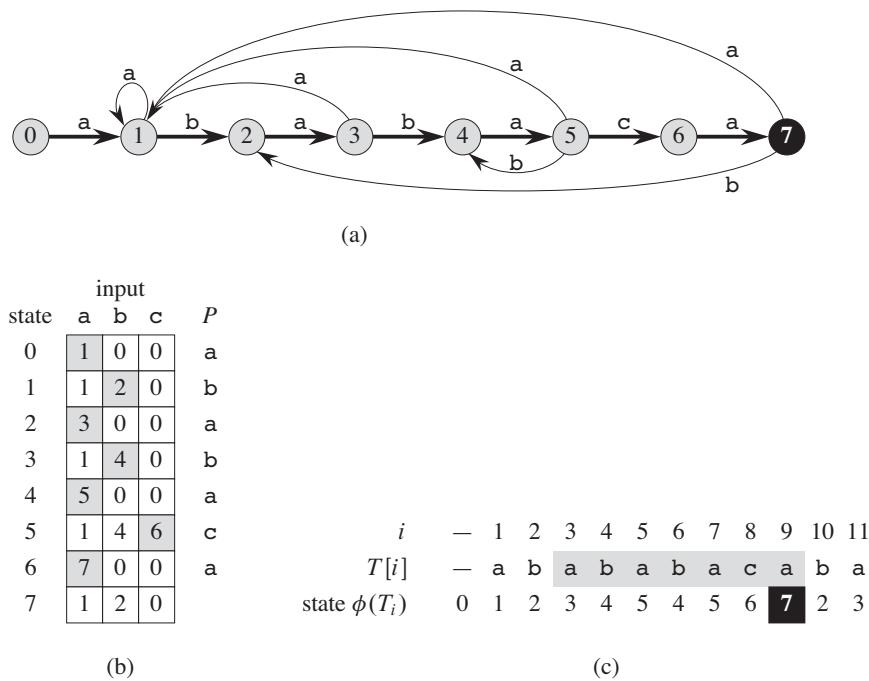 a a a a
0 a 1 b 2 a 3 b 4 a 5 c 6 a 7
b b
(a)
input
state a b c P
0 1 0 0 a
1 1 2 0 b
2 3 0 0 a
3 1 4 0 b
4 5 0 0 a
5 1 4 6 c
6 7 0 0 a
7 1 2 0
(b)
i — 1 2 3 4 5 6 7 8 9 10 11
T[i] — a b a b a b a c a b a
state ϕ(Tᵢ) 0 1 2 3 4 5 4 5 6 7 2 3
(c)